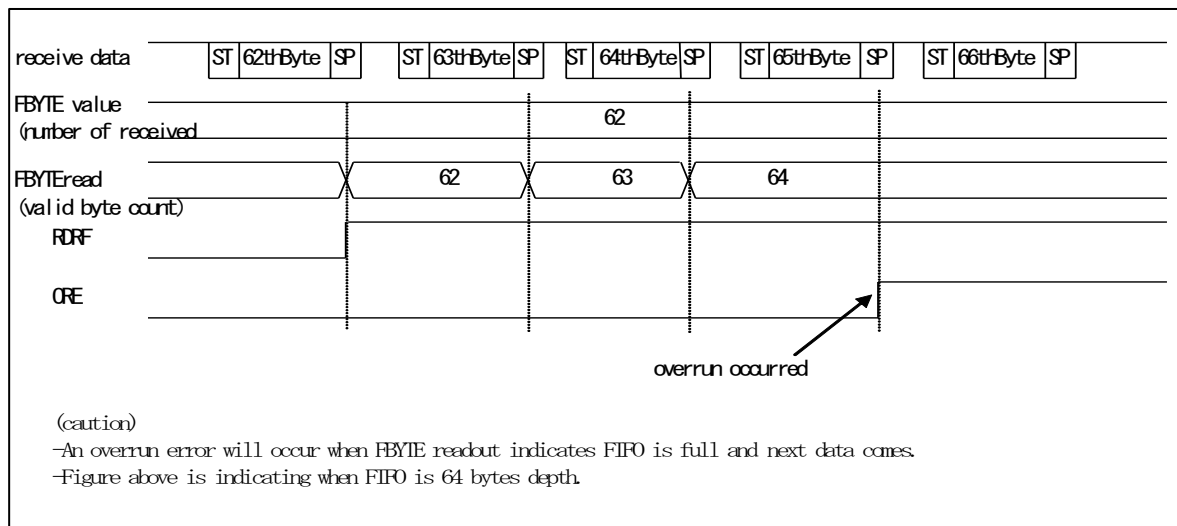 receive data ST 62thByte SP ST 63thByte SP ST 64thByte SP ST 65thByte SP ST 66thByte SP
FBYTE value
(number of received
62
FBYTEread
(valid byte count)
62 63 64
RDRF
ORE
overrun occurred
(caution)
-An overrun error will occur when FBYTE readout indicates FIFO is full and next data comes.
-Figure above is indicating when FIFO is 64 bytes depth.